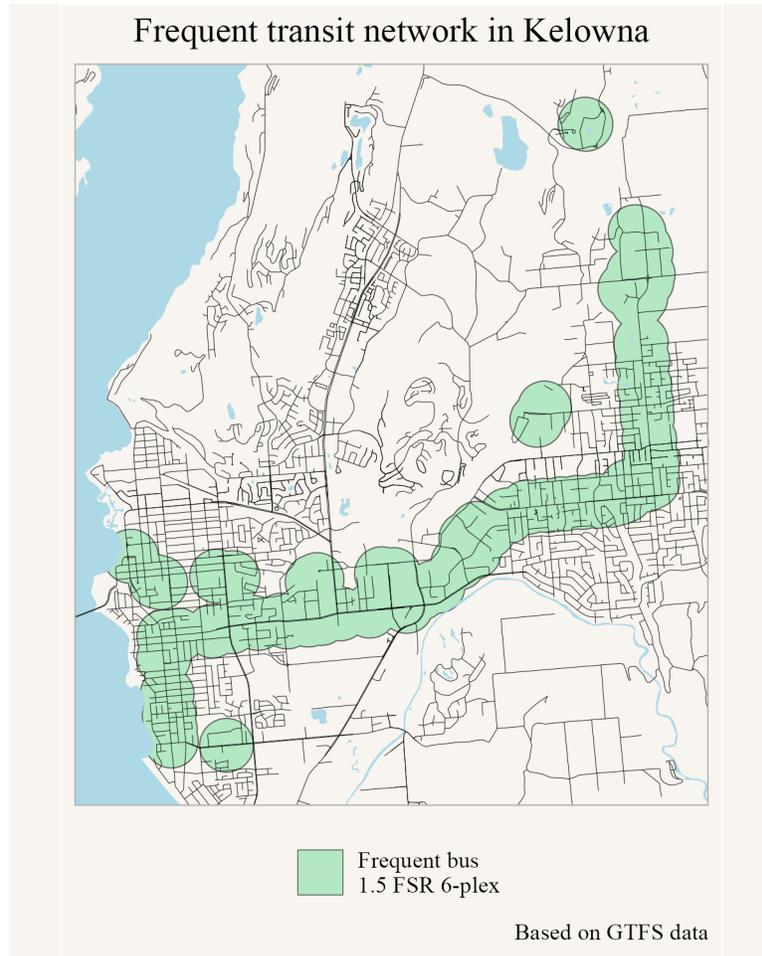 Frequent transit network in Kelowna
Frequent bus
1.5 FSR 6-plex
Based on GTFS data